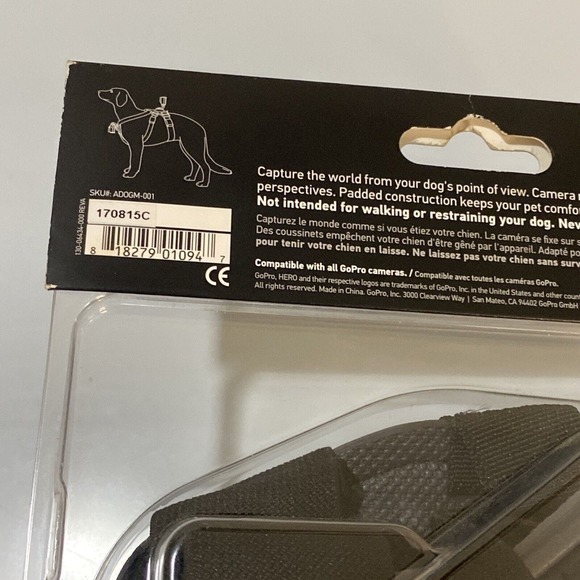 SKU#: ADOGM-001
170815C
8 18279 01094 7
130-06434-000 REVA
CE
Capture the world from your dog's point of view. Camera
perspectives. Padded construction keeps your pet comfo
Not intended for walking or restraining your dog. Nev
Capturez le monde comme si vous étiez votre chien. La caméra se fixe sur
Des coussinets empêchent votre chien d'être gêné par l'appareil. Adapté po
pour tenir votre chien en laisse. Ne laissez pas votre chien sans surv
Compatible with all GoPro cameras. / Compatible avec toutes les caméras GoPro.
GoPro, HERO and their respective logos are trademarks of GoPro, Inc. in the United States and other coun
All rights reserved. Made in China. GoPro, Inc. 3000 Clearview Way | San Mateo, CA 94402 GoPro GmbH